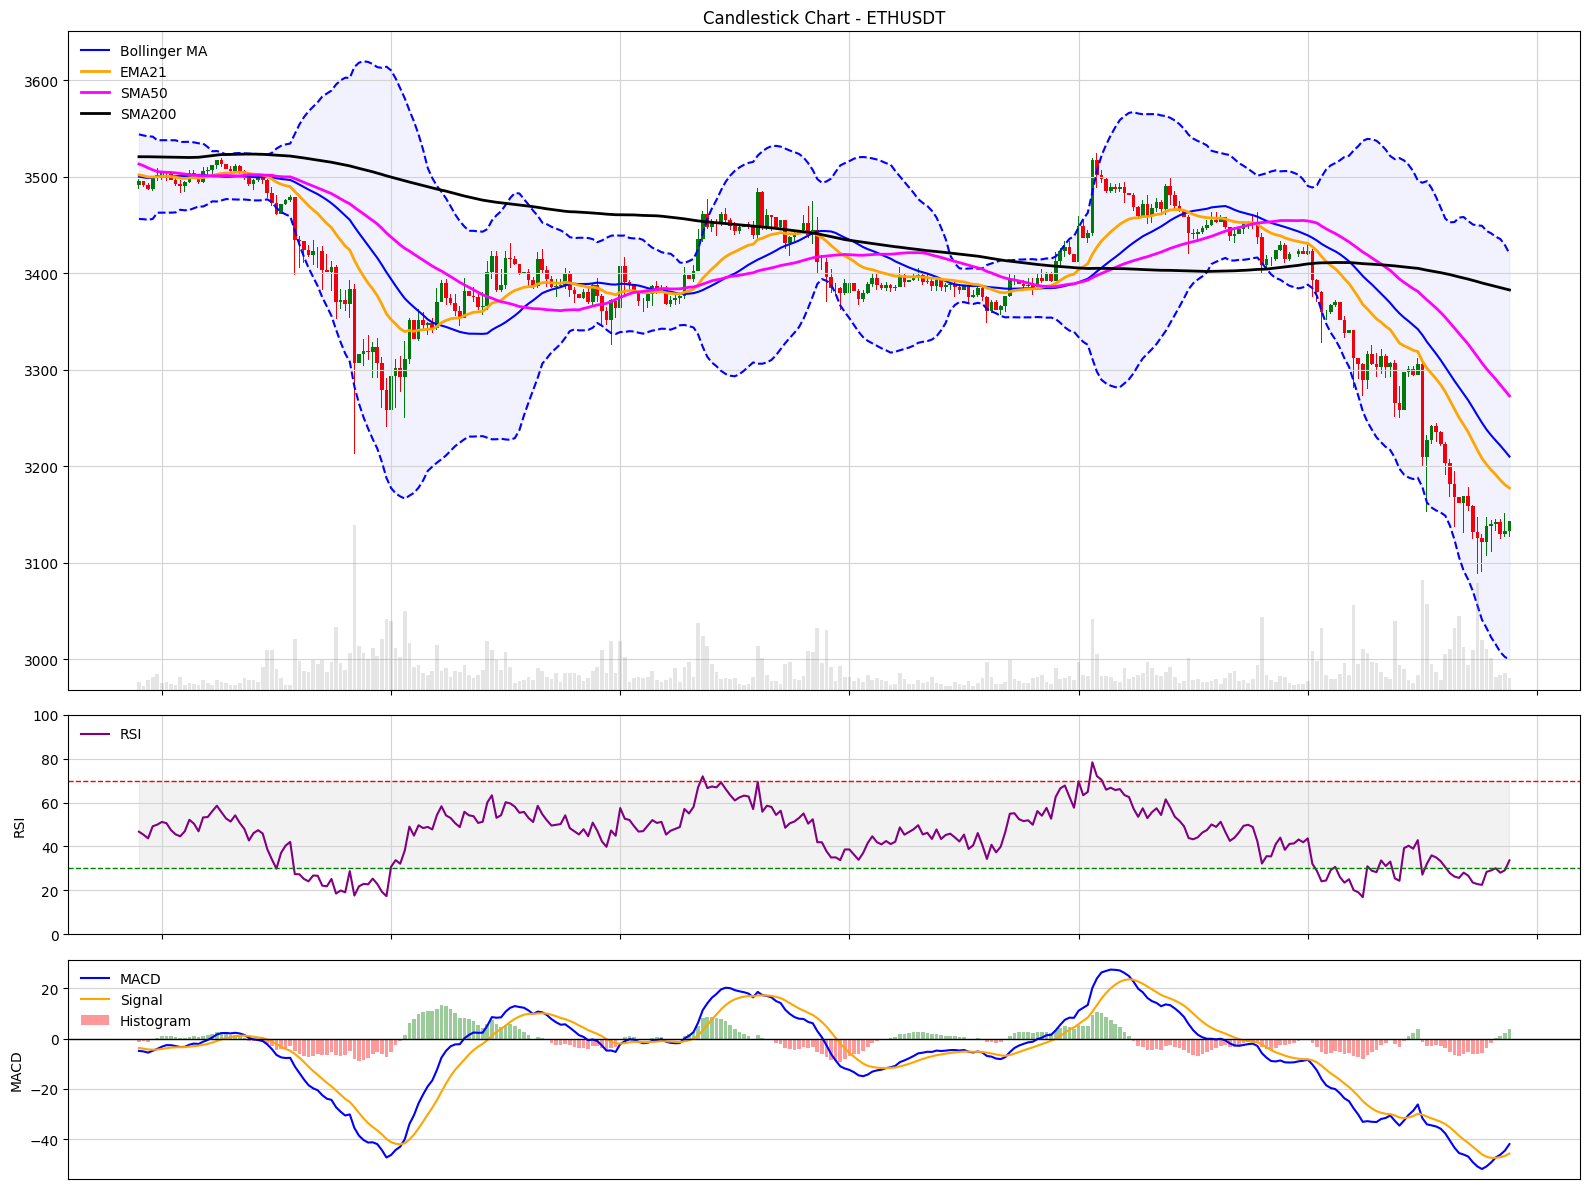 Candlestick Chart - ETHUSDT
Bollinger MA
EMA21
SMA50
SMA200
3600
3500
3400
3300
3200
3100
3000
RSI
100
80
60
40
20
0
RSI
MACD
Signal
Histogram
20
0
−20
−40
MACD